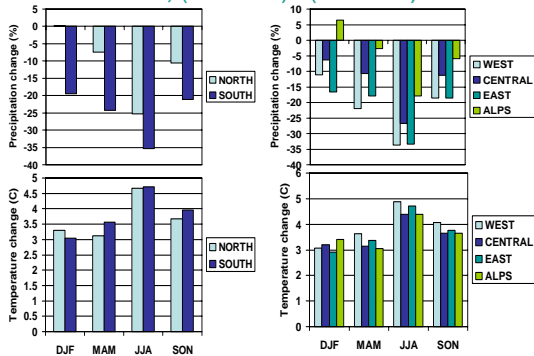 Precipitation change (%)
5
0
-5
-10
-15
-20
-25
-30
-35
-40
NORTH
SOUTH
Precipitation change (%)
10
5
0
-5
-10
-15
-20
-25
-30
-35
-40
WEST
CENTRAL
EAST
ALPS
Temperature change (C)
5
4.5
4
3.5
3
2.5
2
1.5
1
0.5
0
DJF MAM JJA SON
NORTH
SOUTH
Temperature change (C)
6
5
4
3
2
1
0
DJF MAM JJA SON
WEST
CENTRAL
EAST
ALPS